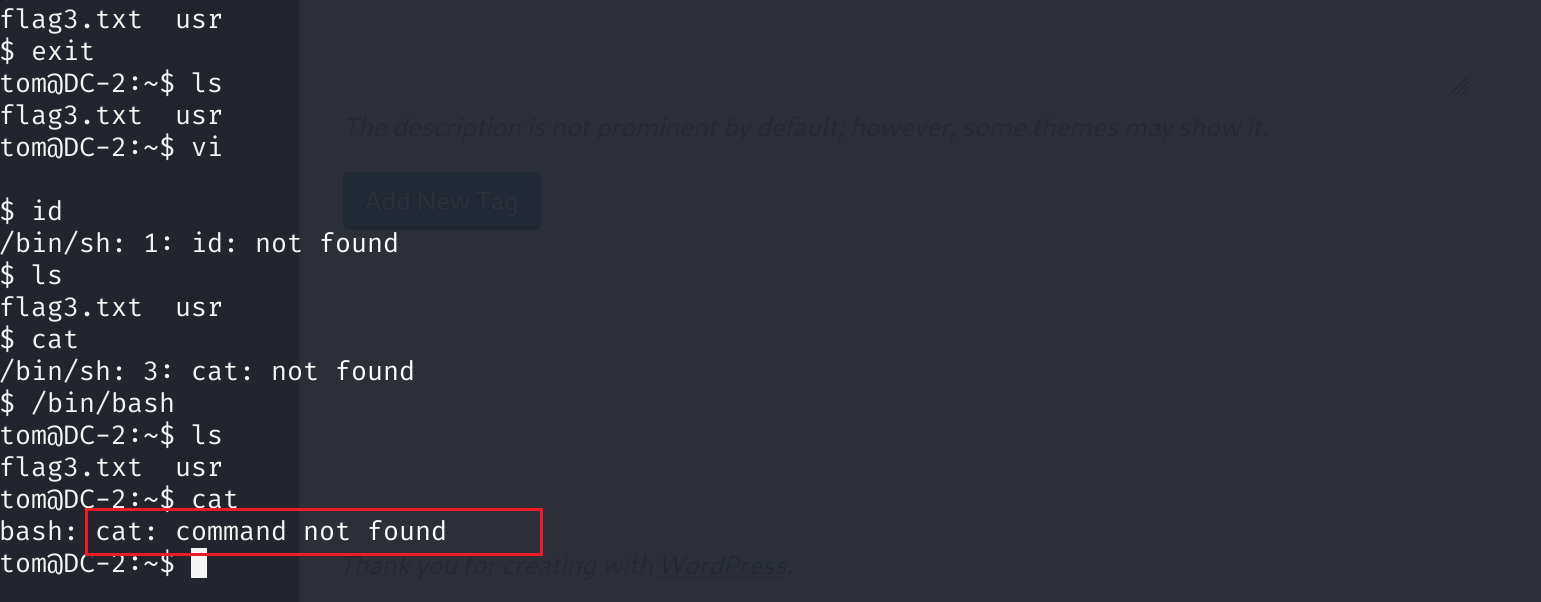 flag3.txt  usr
$ exit
tom@DC-2:~$ ls
flag3.txt  usr
tom@DC-2:~$ vi
$ id
/bin/sh: 1: id: not found
$ ls
flag3.txt  usr
$ cat
/bin/sh: 3: cat: not found
$ /bin/bash
tom@DC-2:~$ ls
flag3.txt  usr
tom@DC-2:~$ cat
bash: cat: command not found
tom@DC-2:~$
The description is not prominent by default; however, some themes may show it.
Add New Tag
Thank you for creating with WordPress.